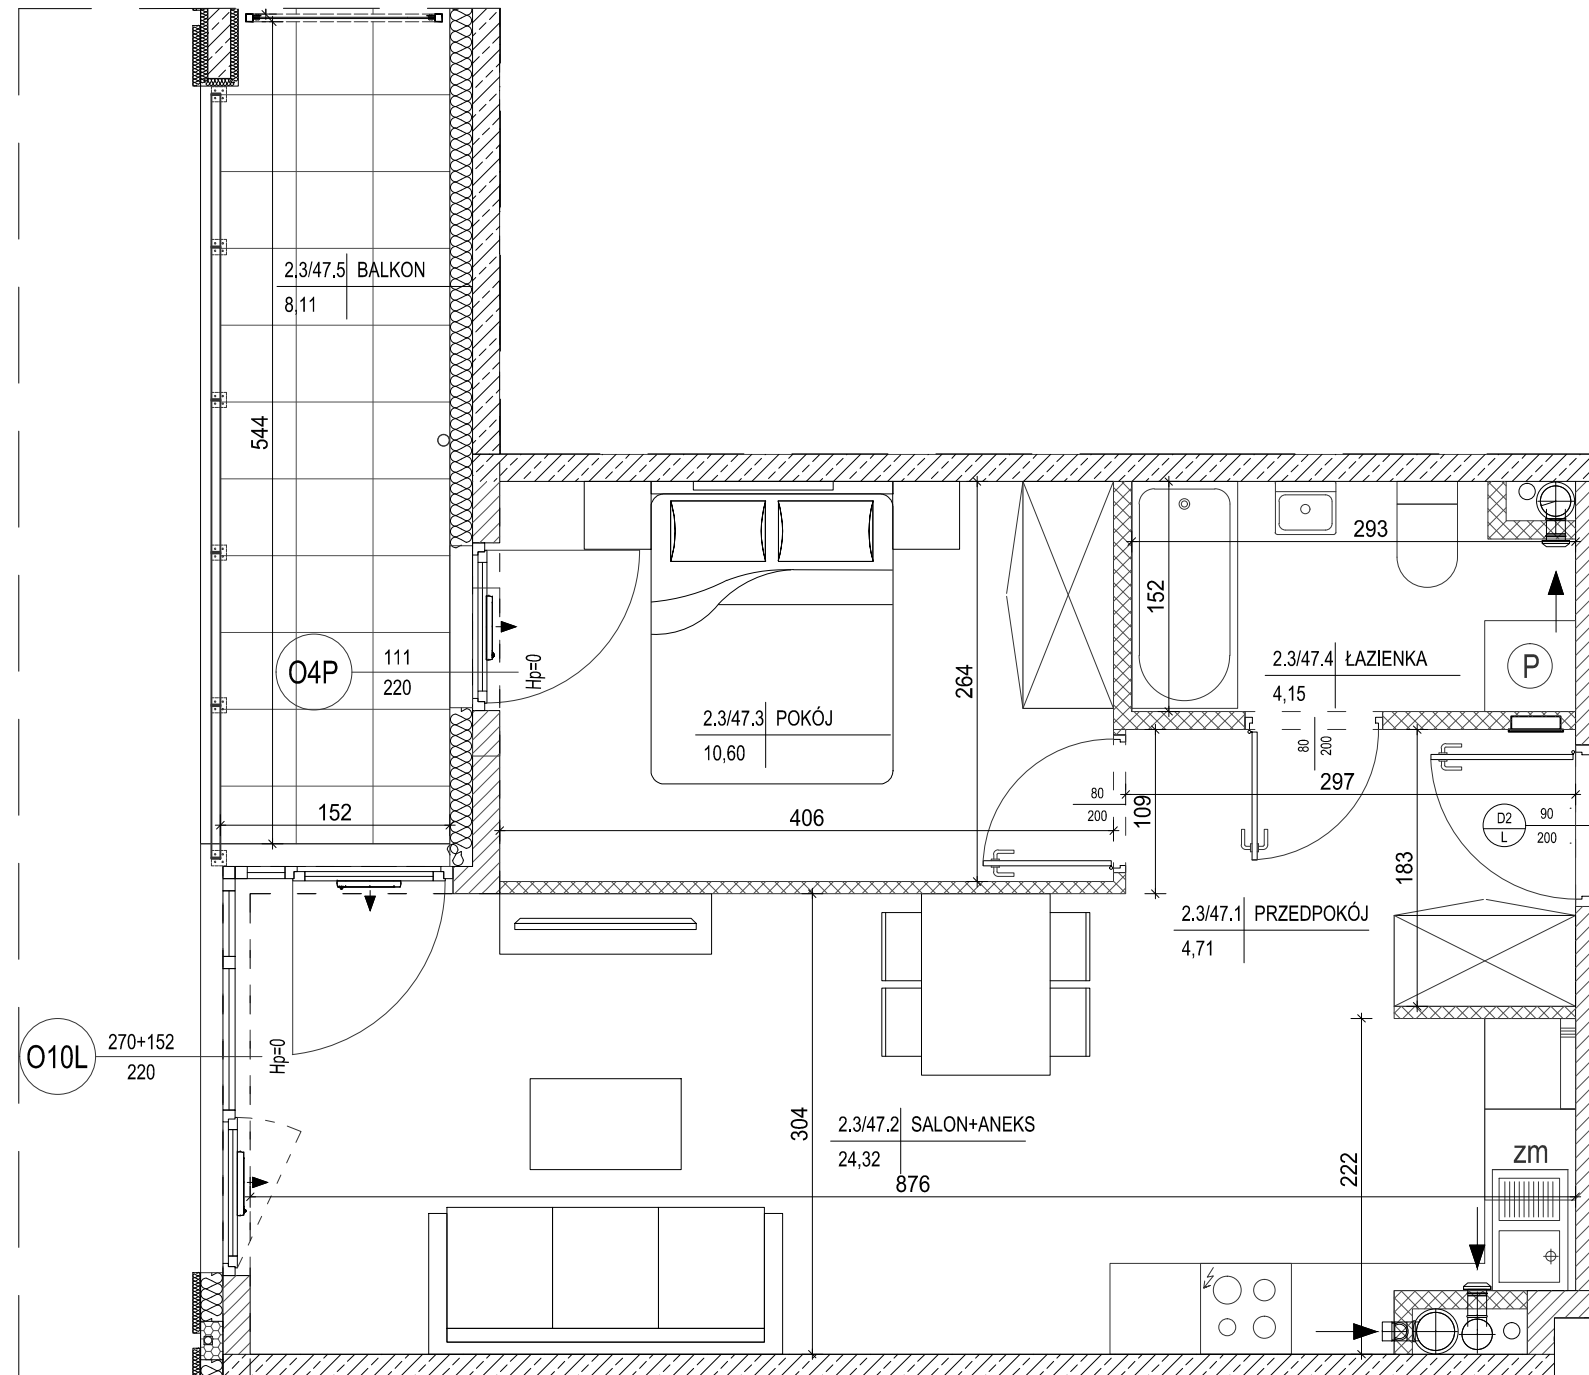 2.3/47.5 BALKON
8,11
544
293
152
264
O4P
111
220
Hp=0
2.3/47.3 POKÓJ
10,60
2.3/47.4 ŁAZIENKA
4,15
P
80
200
297
152
406
80
200
109
D2
L
90
200
183
2.3/47.1 PRZEDPOKÓJ
4,71
O10L
270+152
220
Hp=0
304
2.3/47.2 SALON+ANEKS
24,32
876
222
zm